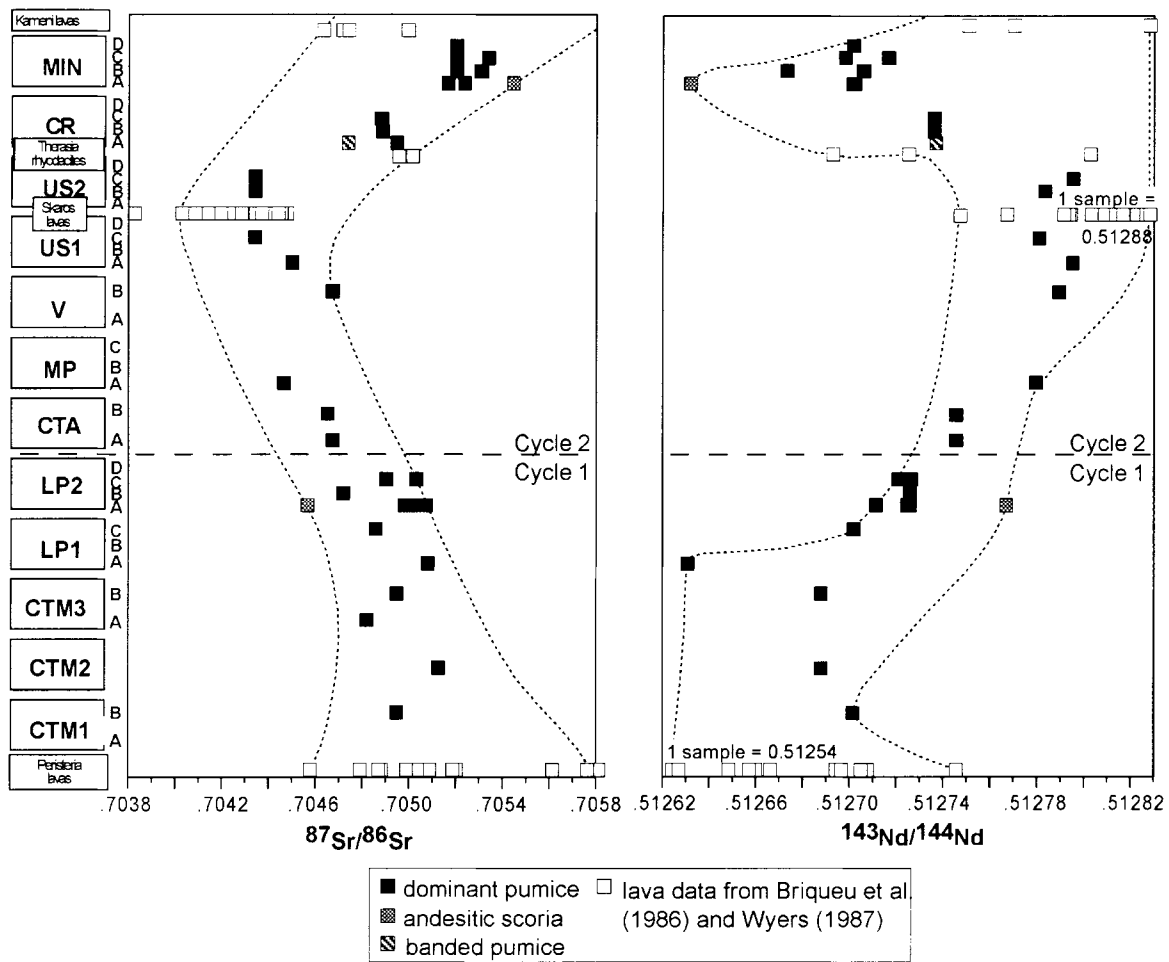 Kameni lavas
MIN
D
C
B
A
CR
D
C
B
A
Therasia
rhyodacites
US2
D
C
B
A
Skaros
lavas
US1
D
C
B
A
V
B
A
MP
C
B
A
CTA
B
A
LP2
D
C
B
A
LP1
C
B
A
CTM3
B
A
CTM2
CTM1
B
A
Peristeria
lavas
Cycle 2
Cycle 1
.7038 .7042 .7046 .7050 .7054 .7058
87Sr/86Sr
1 sample =
0.51288
Cycle 2
Cycle 1
1 sample = 0.51254
.51262 .51266 .51270 .51274 .51278 .51282
143Nd/144Nd
dominant pumice
andesitic scoria
banded pumice
lava data from Briqueu et al.
(1986) and Wyers (1987)